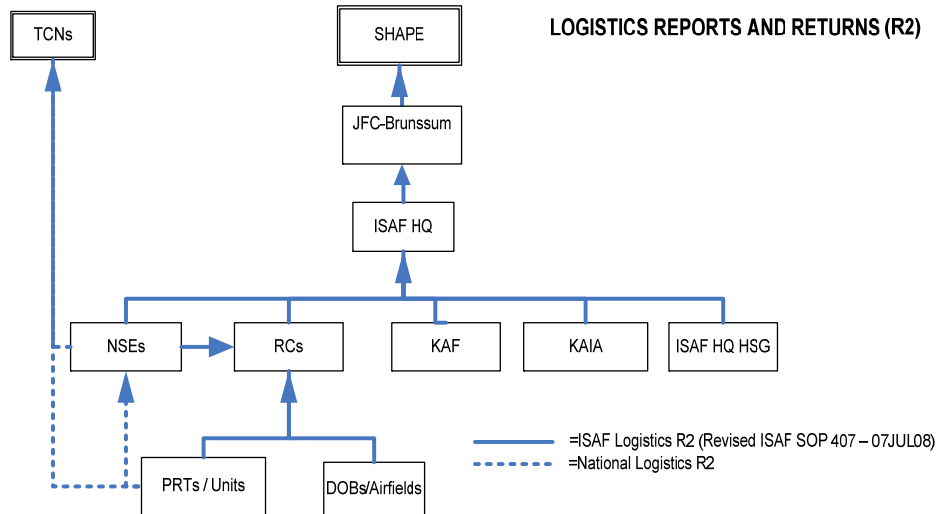 LOGISTICS REPORTS AND RETURNS (R2)
TCNs
SHAPE
JFC-Brunssum
ISAF HQ
NSEs
RCs
KAF
KAIA
ISAF HQ HSG
PRTs / Units
DOBs/Airfields
=ISAF Logistics R2 (Revised ISAF SOP 407 – 07JUL08)
=National Logistics R2